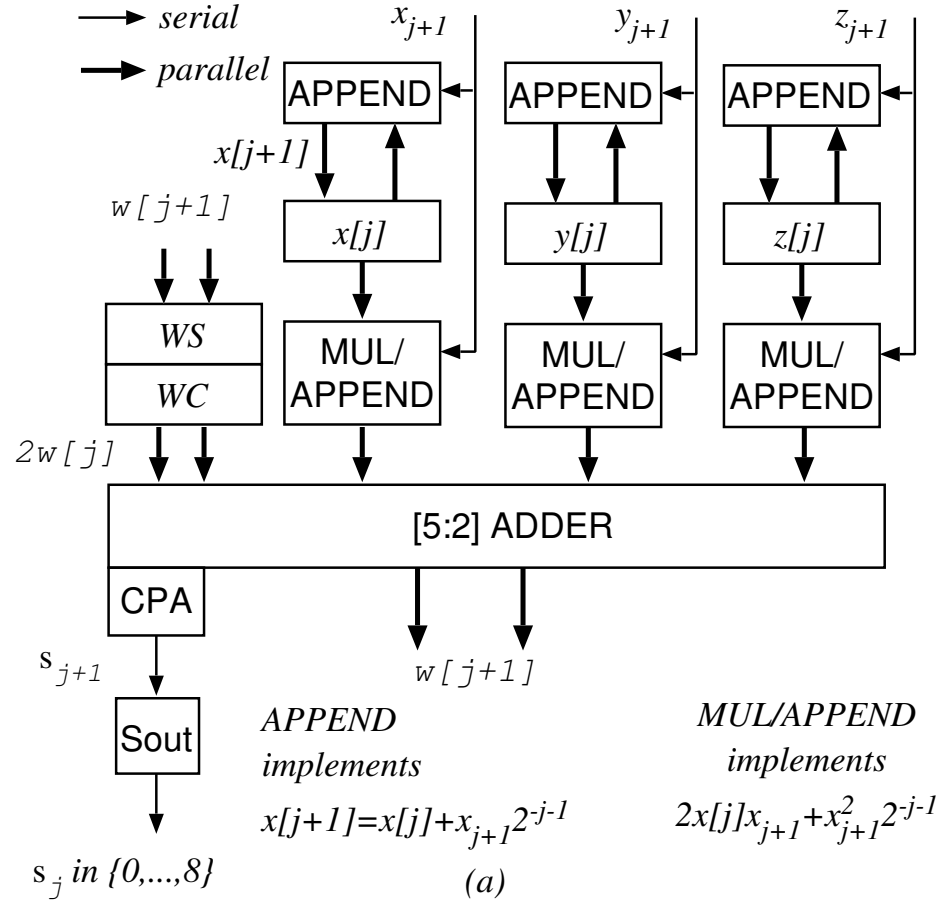 serial
parallel
x_{j+1}
y_{j+1}
z_{j+1}
APPEND
APPEND
APPEND
x[j+1]
w[j+1]
x[j]
y[j]
z[j]
WS
WC
MUL/
APPEND
MUL/
APPEND
MUL/
APPEND
2w[j]
[5:2] ADDER
CPA
s_{j+1}
w[j+1]
Sout
APPEND
implements
x[j+1]=x[j]+x_{j+1}2^{-j-1}
MUL/APPEND
implements
2x[j]x_{j+1}+x_{j+1}^{2}2^{-j-1}
s_j in {0,...,8}
(a)